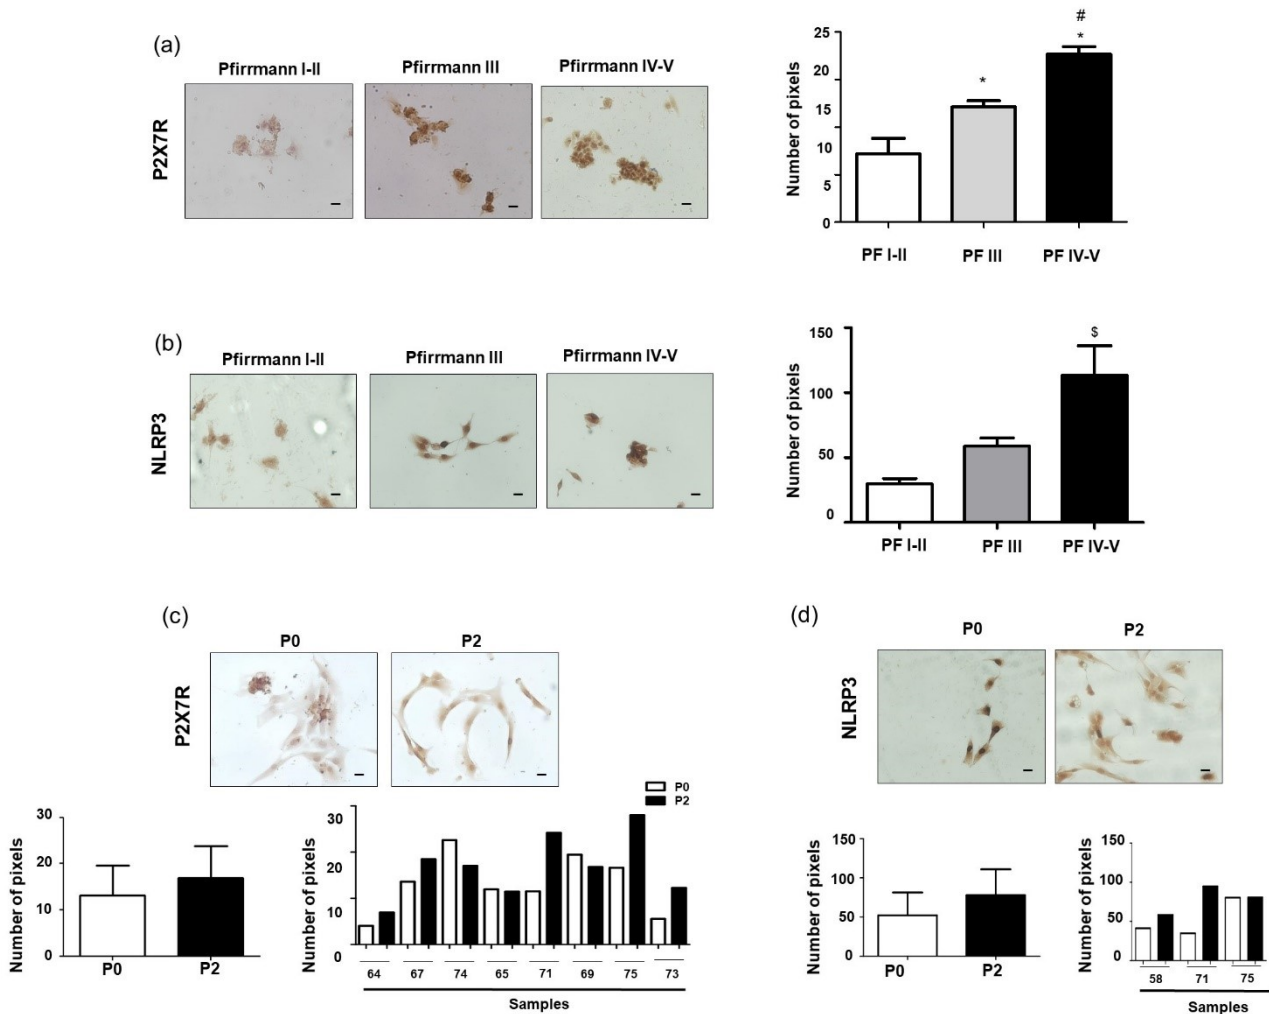 (a)
Pfirrmann I-II
Pfirrmann III
Pfirrmann IV-V
P2X7R
Number of pixels
25
20
15
10
5
0
*
#
*
PF I-II
PF III
PF IV-V
(b)
Pfirrmann I-II
Pfirrmann III
Pfirrmann IV-V
NLRP3
Number of pixels
150
100
50
0
$
PF I-II
PF III
PF IV-V
(c)
P0
P2
P2X7R
Number of pixels
30
20
10
0
P0
P2
Number of pixels
30
20
10
0
P0
P2
64
67
74
65
71
69
75
73
Samples
(d)
P0
P2
NLRP3
Number of pixels
150
100
50
0
P0
P2
Number of pixels
150
100
50
0
58
71
75
Samples